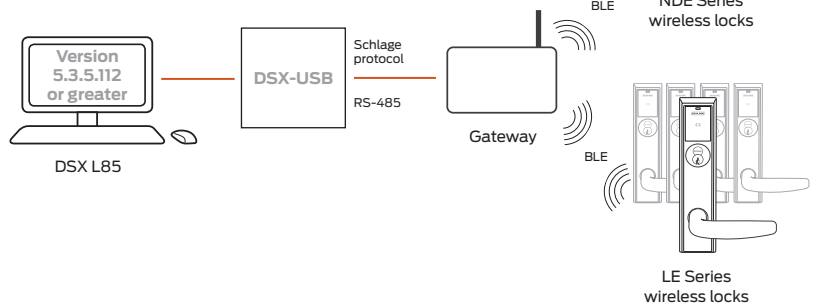 BLE
NDE Series
wireless locks
Version
5.3.5.112
or greater
DSX-USB
Schlage
protocol
RS-485
Gateway
DSX L85
BLE
LE Series
wireless locks